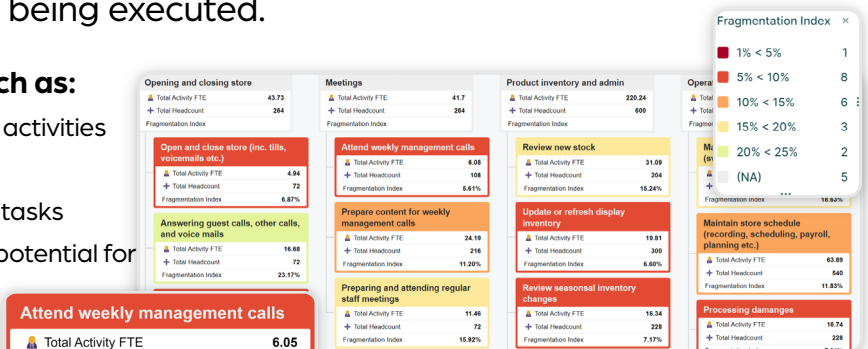 being executed.
ch as:
activities
tasks
potential for
Opening and closing store
Total Activity FTE 43.73
Total Headcount 264
Fragmentation Index
Open and close store (inc. tills,
voicemails etc.)
Total Activity FTE 4.94
Total Headcount 72
Fragmentation Index 6.87%
Answering guest calls, other calls,
and voice mails
Total Activity FTE 16.68
Total Headcount 72
Fragmentation Index 23.17%
Attend weekly management calls
Total Activity FTE 6.05
Meetings
Total Activity FTE 41.7
Total Headcount 264
Fragmentation Index
Attend weekly management calls
Total Activity FTE 6.05
Total Headcount 108
Fragmentation Index 5.61%
Prepare content for weekly
management calls
Total Activity FTE 24.19
Total Headcount 216
Fragmentation Index 11.20%
Preparing and attending regular
staff meetings
Total Activity FTE 11.46
Total Headcount 72
Fragmentation Index 15.92%
Product inventory and admin
Total Activity FTE 220.24
Total Headcount 600
Fragmentation Index
Review new stock
Total Activity FTE 31.09
Total Headcount 204
Fragmentation Index 15.24%
Update or refresh display
inventory
Total Activity FTE 19.81
Total Headcount 300
Fragmentation Index 6.60%
Review seasonsal inventory
changes
Total Activity FTE 16.34
Total Headcount 228
Fragmentation Index 7.17%
Opera
Total
Total
Fragme
Ma
(sv
18.63%
Maintain store schedule
(recording, scheduling, payroll,
planning etc.)
Total Activity FTE 63.89
Total Headcount 540
Fragmentation Index 11.83%
Processing damanges
Total Activity FTE 16.74
Total Headcount 228
Fragmentation Index ×
1% < 5% 1
5% < 10% 8
10% < 15% 6
15% < 20% 3
20% < 25% 2
(NA) 5